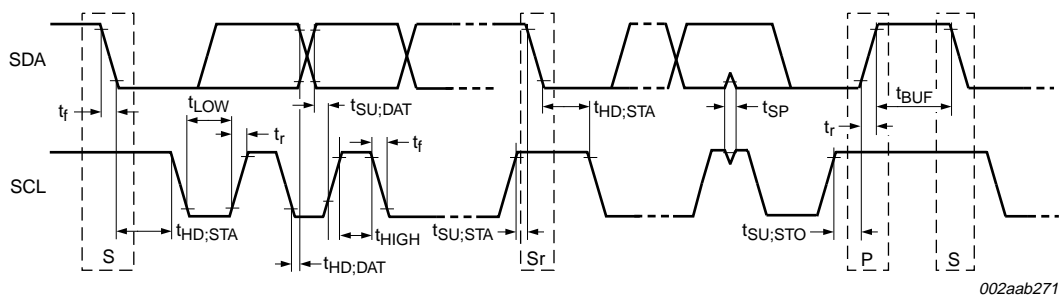 SDA
t_f
t_LOW
t_r
t_SU;DAT
t_f
t_HD;STA
t_SP
t_r
t_BUF
SCL
t_HD;STA
t_HD;DAT
t_HIGH
t_SU;STA
t_SU;STO
S
Sr
P
S
002aab271